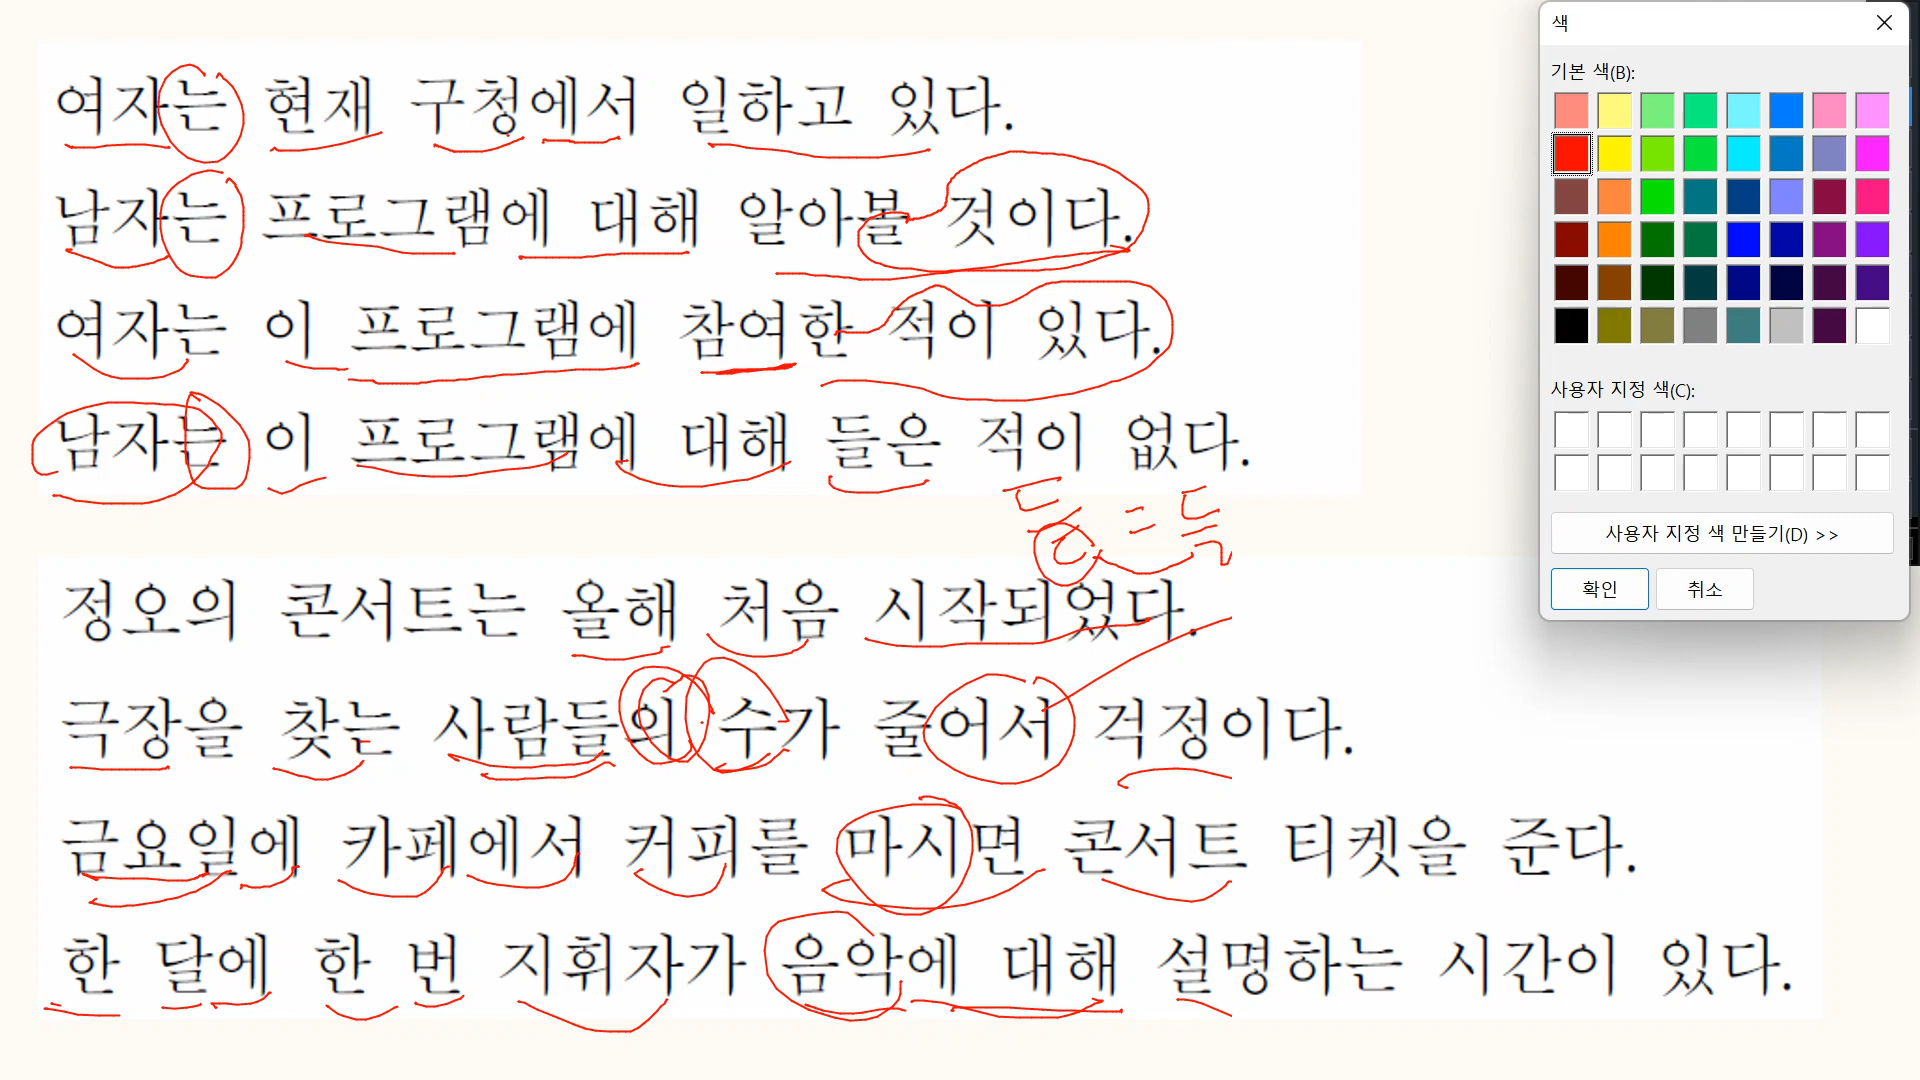 여자는 현재 구청에서 일하고 있다.
남자는 프로그램에 대해 알아볼 것이다.
여자는 이 프로그램에 참여한 적이 있다.
남자는 이 프로그램에 대해 들은 적이 없다.
정오의 콘서트는 올해 처음 시작되었다.
극장을 찾는 사람들의 수가 줄어서 걱정이다.
금요일에 카페에서 커피를 마시면 콘서트 티켓을 준다.
한 달에 한 번 지휘자가 음악에 대해 설명하는 시간이 있다.
색
기본 색(B):
사용자 지정 색(C):
사용자 지정 색 만들기(D) >>
확인 취소